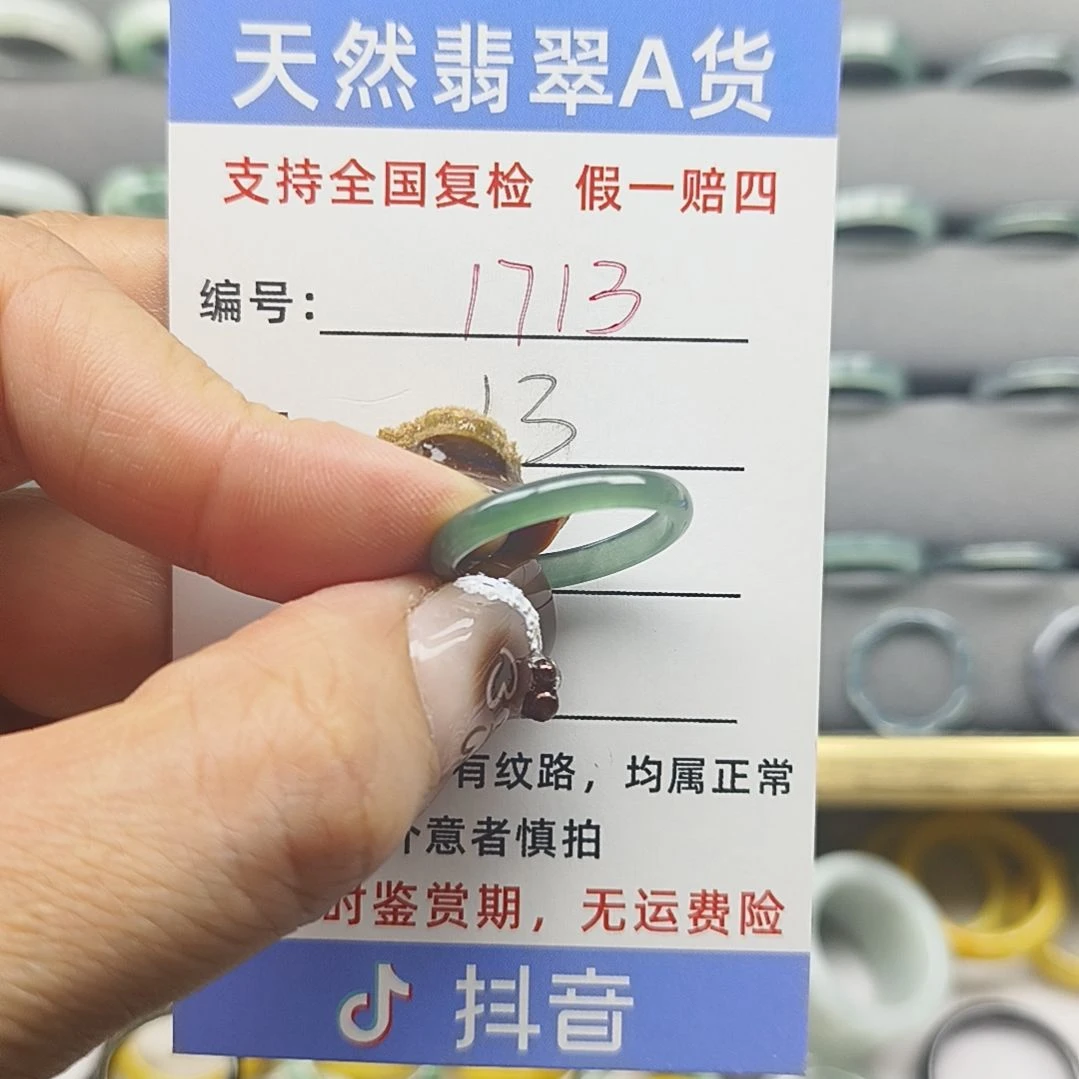 天然翡翠A货
支持全国复检 假一赔四
编号： 1713
13
有纹路，均属正常
介意者慎拍
时鉴赏期，无运费险
抖音